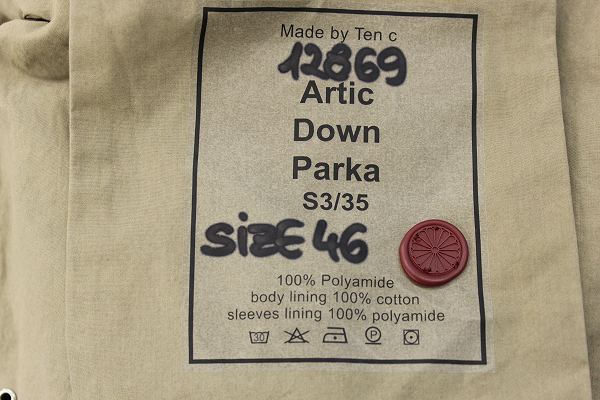 Made by Ten c
12869
Artic
Down
Parka
S3/35
SiZE 46
100% Polyamide
body lining 100% cotton
sleeves lining 100% polyamide
30
P